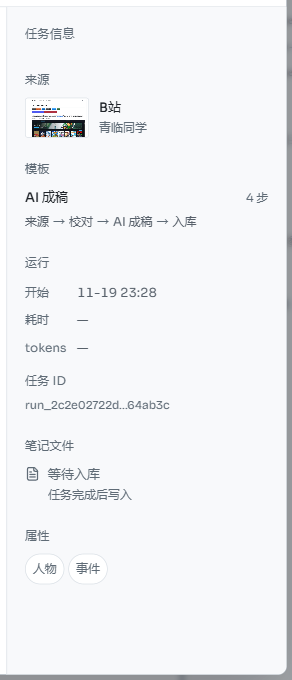 任务信息
来源
B站
青临同学
模板
AI 成稿 4 步
来源 → 校对 → AI 成稿 → 入库
运行
开始 11-19 23:28
耗时 —
tokens —
任务 ID
run_2c2e02722d...64ab3c
笔记文件
等待入库
任务完成后写入
属性
人物 事件